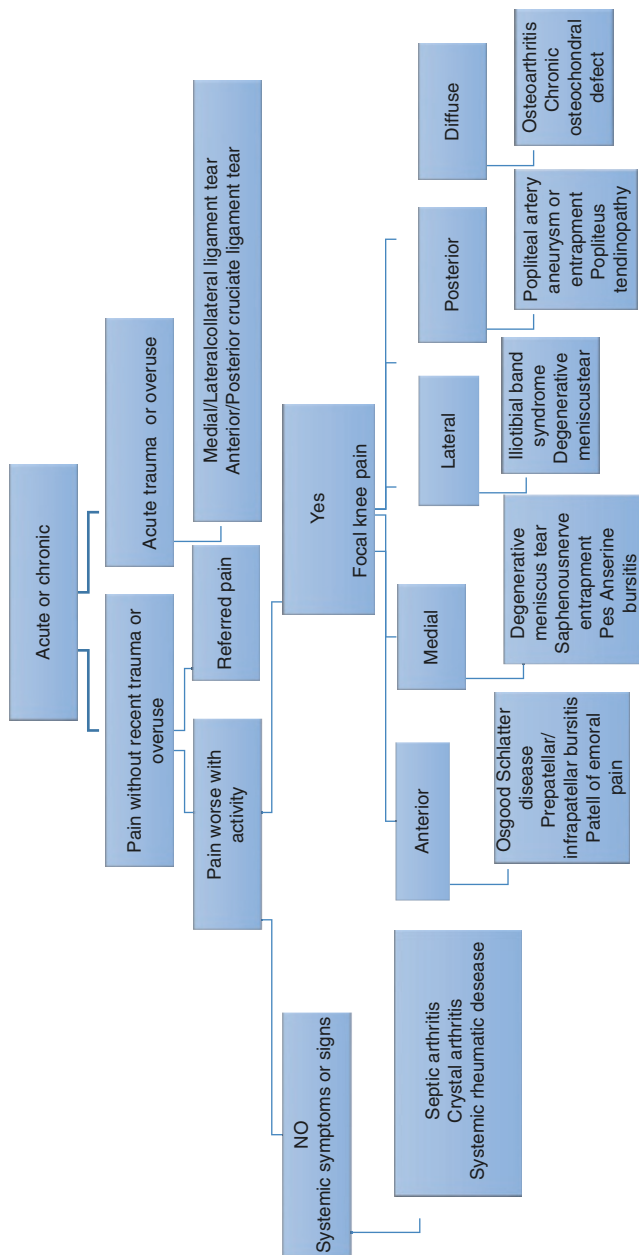 Acute or chronic
Pain without recent trauma or
overuse
Acute trauma or overuse
Pain worse with
activity
Referred pain
Medial/Lateralcollateral ligament tear
Anterior/Posterior cruciate ligament tear
NO
Systemic symptoms or signs
Yes
Focal knee pain
Septic arthritis
Crystal arthritis
Systemic rheumatic desease
Anterior
Medial
Lateral
Posterior
Diffuse
Osgood Schlatter
disease
Prepatellar/
infrapatellar bursitis
Patell of emoral
pain
Degenerative
meniscus tear
Saphenousnerve
entrapment
Pes Anserine
bursitis
Iliotibial band
syndrome
Degenerative
meniscustear
Popliteal artery
aneurysm or
entrapment
Popliteus
tendinopathy
Osteoarthritis
Chronic
osteochondral
defect